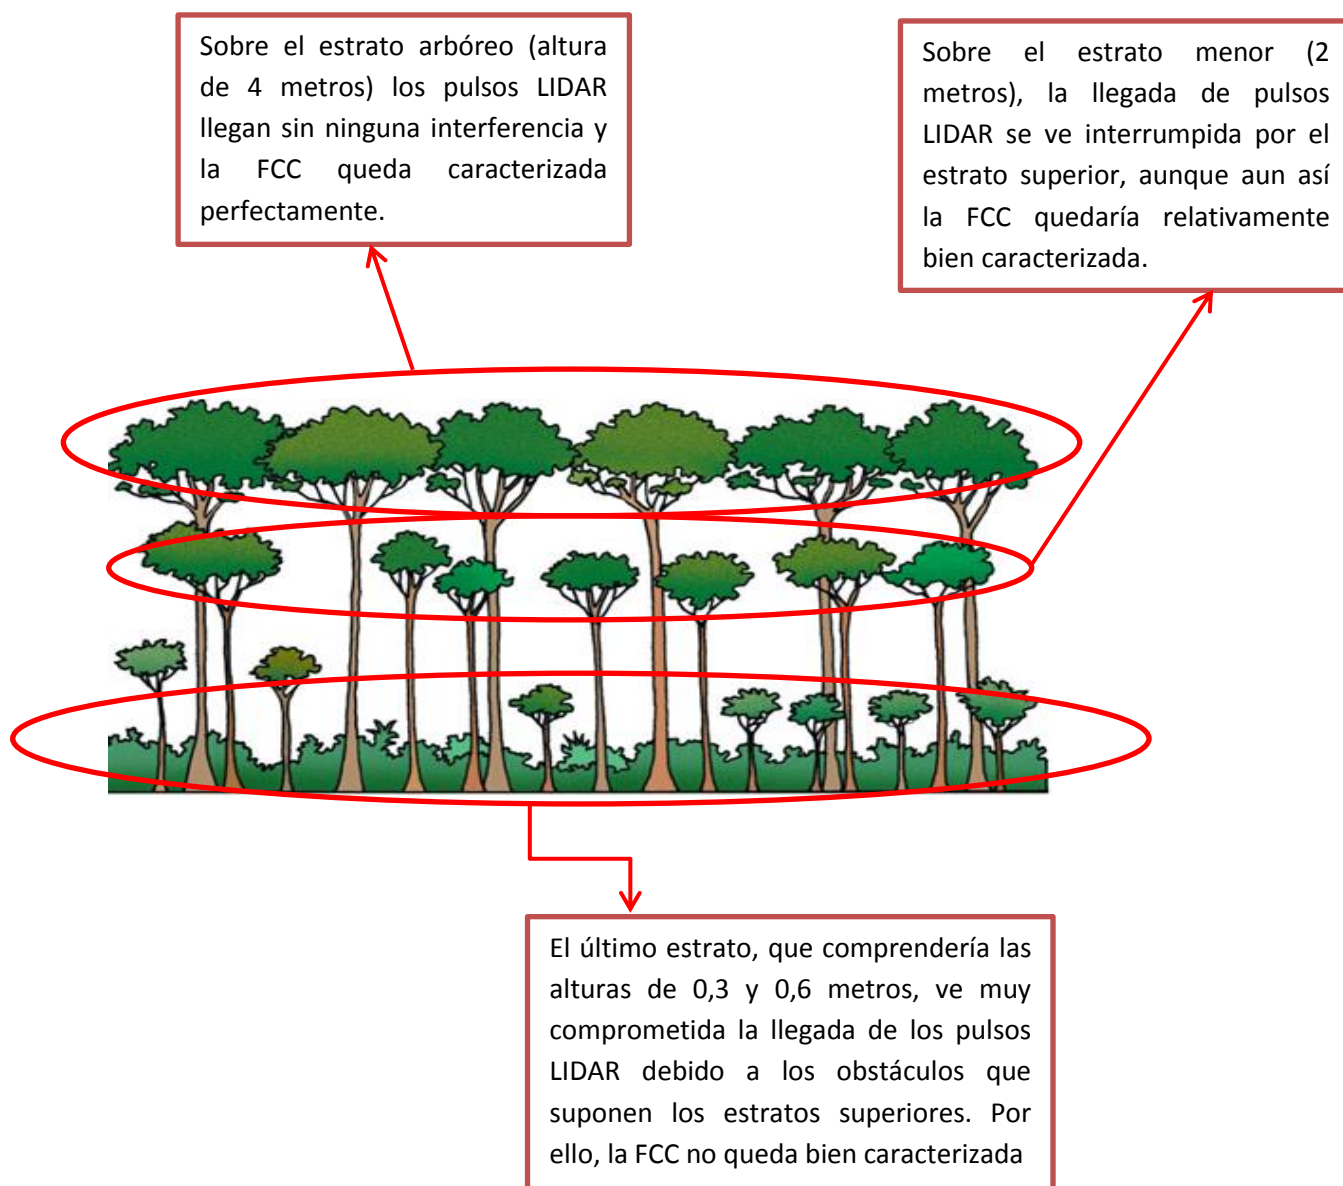 Sobre el estrato arbóreo (altura
de 4 metros) los pulsos LIDAR
llegan sin ninguna interferencia y
la FCC queda caracterizada
perfectamente.
Sobre el estrato menor (2
metros), la llegada de pulsos
LIDAR se ve interrumpida por el
estrato superior, aunque aun así
la FCC quedaría relativamente
bien caracterizada.
El último estrato, que comprendería las
alturas de 0,3 y 0,6 metros, ve muy
comprometida la llegada de los pulsos
LIDAR debido a los obstáculos que
suponen los estratos superiores. Por
ello, la FCC no queda bien caracterizada